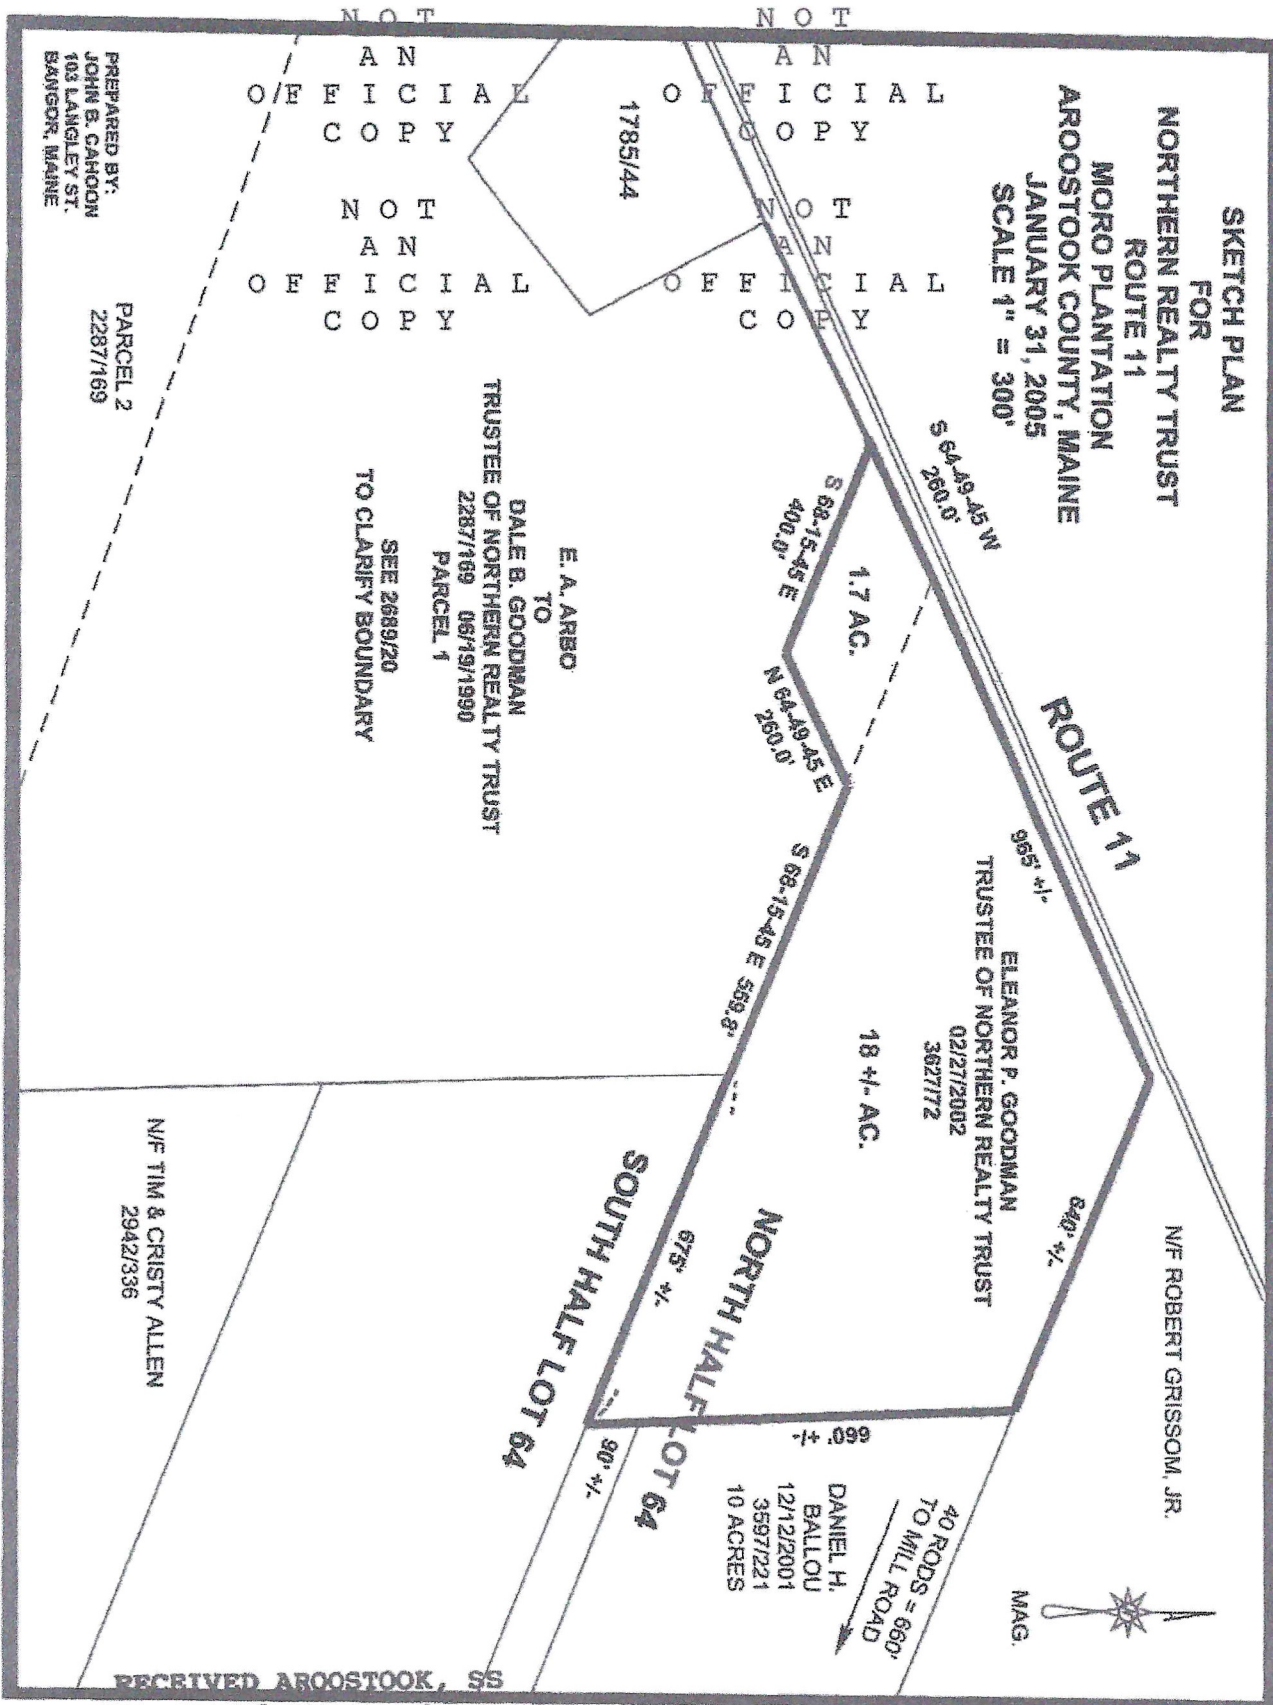 SKETCH PLAN
FOR
NORTHERN REALTY TRUST
ROUTE 11
MORO PLANTATION
AROOSTOOK COUNTY, MAINE
JANUARY 31, 2005
SCALE 1" = 300'
N/F ROBERT GRISSOM, JR.
MAG.
ROUTE 11
S 64-49-45 W
260.0'
965' +/-
840' +/-
40 RODS = 660'
TO MILL ROAD
ELEANOR P. GOODMAN
TRUSTEE OF NORTHERN REALTY TRUST
02/27/2002
3627/72
18 +/- AC.
1.7 AC.
S 68-15-45 E
400.0'
N 64-49-45 E
260.0'
S 68-15-45 E 559.8'
675' +/-
660' +/-
90' +/-
DANIEL H.
BALLOU
12/12/2001
3597/221
10 ACRES
NORTH HALF LOT 64
SOUTH HALF LOT 64
1785/44
E. A. ARBO
TO
DALE B. GOODMAN
TRUSTEE OF NORTHERN REALTY TRUST
2287/169 06/19/1990
PARCEL 1
SEE 2689/20
TO CLARIFY BOUNDARY
N/F TIM & CRISTY ALLEN
2942/336
PARCEL 2
2287/169
PREPARED BY:
JOHN B. CAHOON
103 LANGLEY ST.
BANGOR, MAINE
NOT
AN
OFFICIAL
COPY
NOT
AN
OFFICIAL
COPY
NOT
AN
OFFICIAL
COPY
NOT
AN
OFFICIAL
COPY
RECEIVED AROOSTOOK, SS